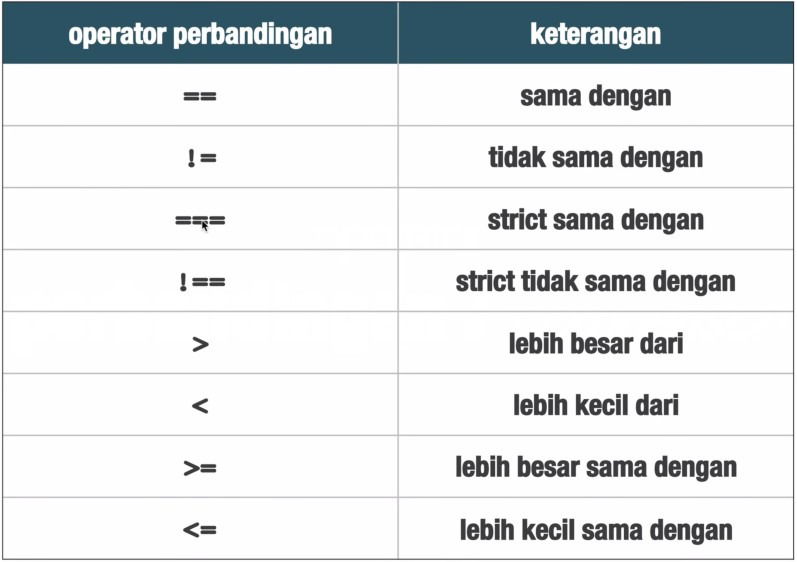 operator perbandingan keterangan
== sama dengan
!= tidak sama dengan
=== strict sama dengan
!== strict tidak sama dengan
> lebih besar dari
< lebih kecil dari
>= lebih besar sama dengan
<= lebih kecil sama dengan